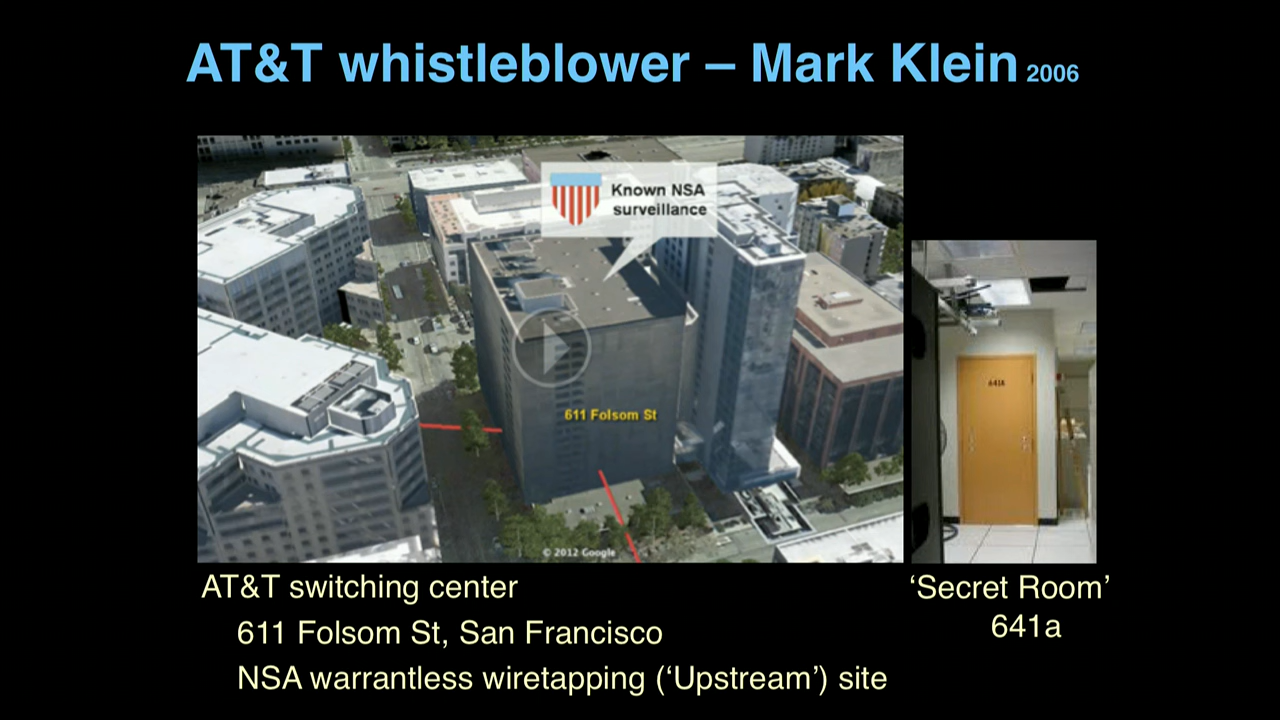 AT&T whistleblower – Mark Klein 2006
Known NSA
surveillance
611 Folsom St
© 2012 Google
641A
AT&T switching center
611 Folsom St, San Francisco
NSA warrantless wiretapping (‘Upstream’) site
‘Secret Room’
641a